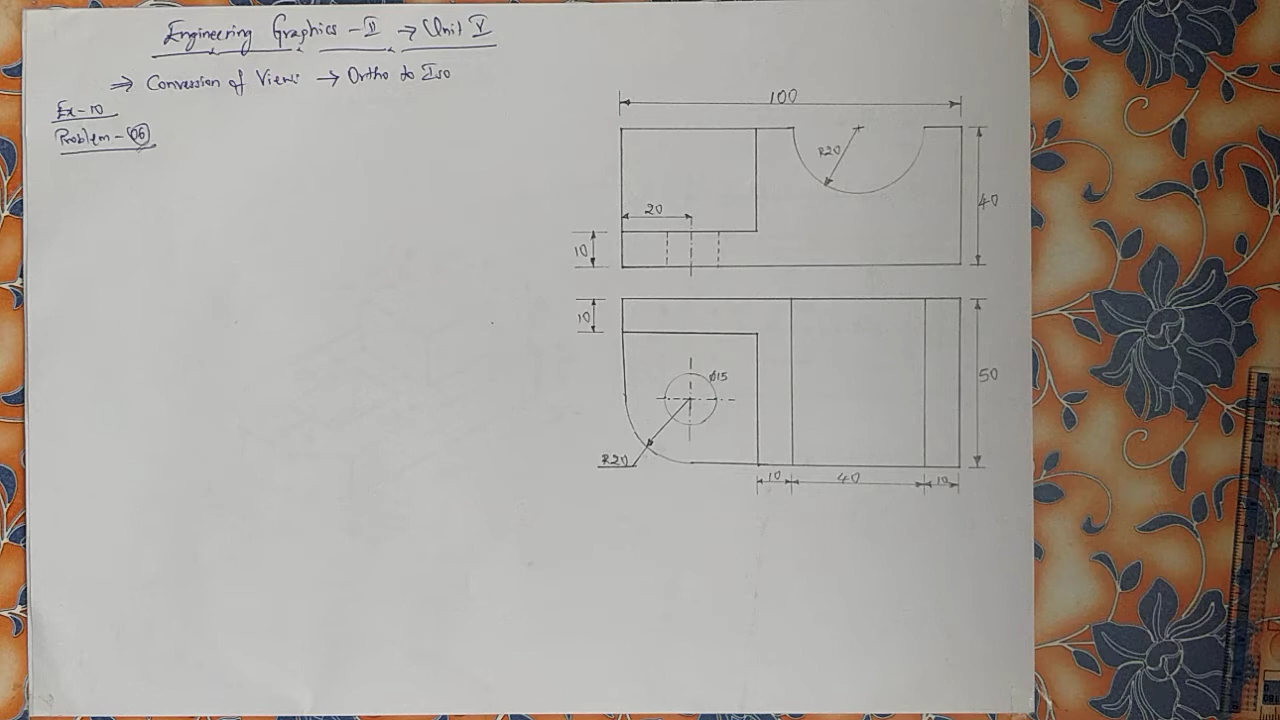 Engineering Graphics - II → Unit V
⇒ Conversion of Views → Ortho to Iso
Ex - 10
Problem - 06
100
R20
20
40
10
10
Ø15
50
R20
10
40
10